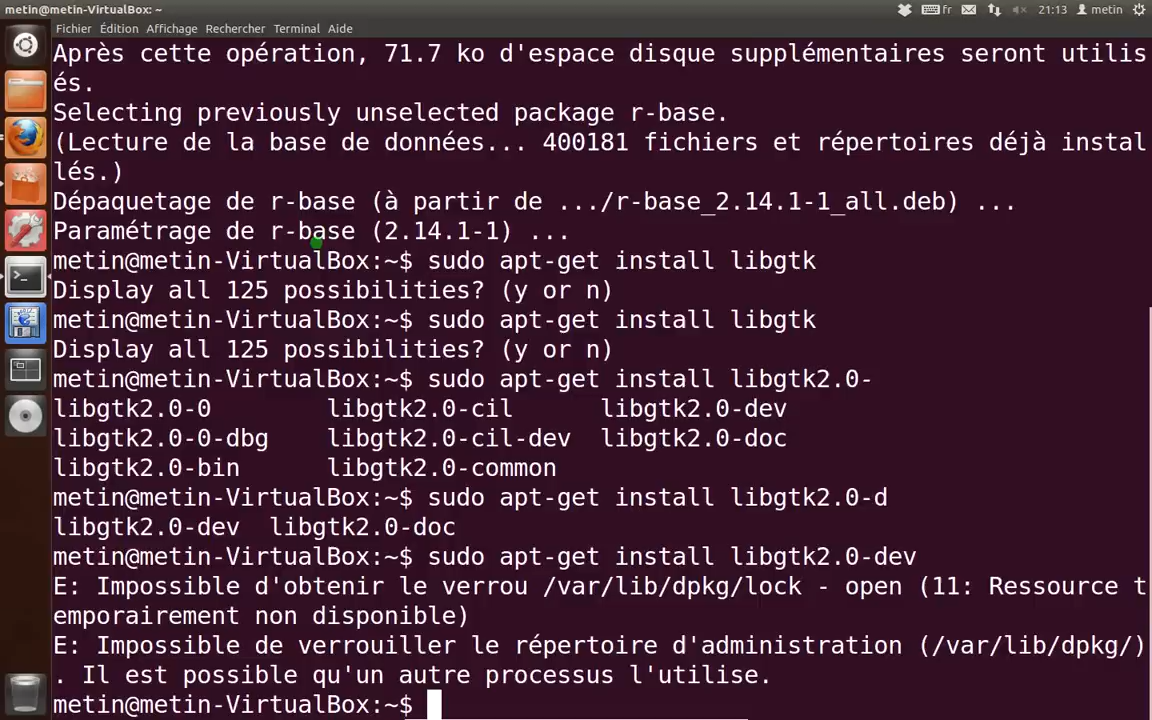 metin@metin-VirtualBox: ~
fr
21:13
metin
Fichier Édition Affichage Rechercher Terminal Aide
Après cette opération, 71.7 ko d'espace disque supplémentaires seront utilis
és.
Selecting previously unselected package r-base.
(Lecture de la base de données... 400181 fichiers et répertoires déjà instal
lés.)
Dépaquetage de r-base (à partir de .../r-base_2.14.1-1_all.deb) ...
Paramétrage de r-base (2.14.1-1) ...
metin@metin-VirtualBox:~$ sudo apt-get install libgtk
Display all 125 possibilities? (y or n)
metin@metin-VirtualBox:~$ sudo apt-get install libgtk
Display all 125 possibilities? (y or n)
metin@metin-VirtualBox:~$ sudo apt-get install libgtk2.0-
libgtk2.0-0 libgtk2.0-cil libgtk2.0-dev
libgtk2.0-0-dbg libgtk2.0-cil-dev libgtk2.0-doc
libgtk2.0-bin libgtk2.0-common
metin@metin-VirtualBox:~$ sudo apt-get install libgtk2.0-d
libgtk2.0-dev libgtk2.0-doc
metin@metin-VirtualBox:~$ sudo apt-get install libgtk2.0-dev
E: Impossible d'obtenir le verrou /var/lib/dpkg/lock - open (11: Ressource t
emporairement non disponible)
E: Impossible de verrouiller le répertoire d'administration (/var/lib/dpkg/)
. Il est possible qu'un autre processus l'utilise.
metin@metin-VirtualBox:~$